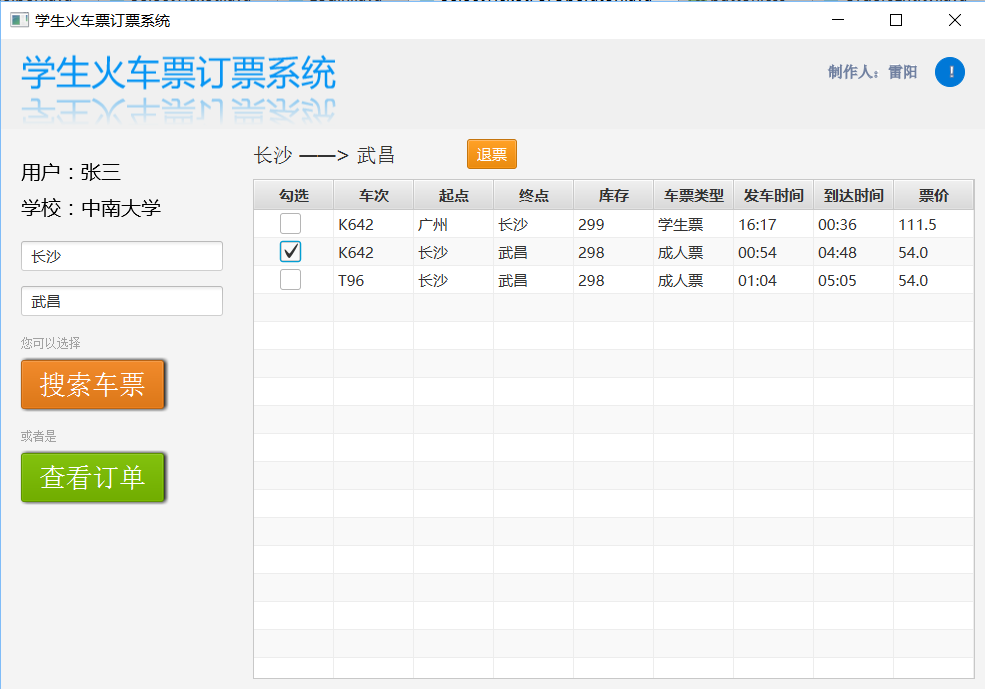 学生火车票订票系统
学生火车票订票系统
制作人：雷阳
!
用户：张三
学校：中南大学
长沙
武昌
您可以选择
搜索车票
或者是
查看订单
长沙 ——> 武昌
退票
勾选 车次 起点 终点 库存 车票类型 发车时间 到达时间 票价
K642 广州 长沙 299 学生票 16:17 00:36 111.5
K642 长沙 武昌 298 成人票 00:54 04:48 54.0
T96 长沙 武昌 298 成人票 01:04 05:05 54.0